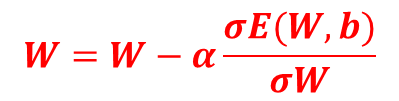 W = W − α σE(W, b) / σW